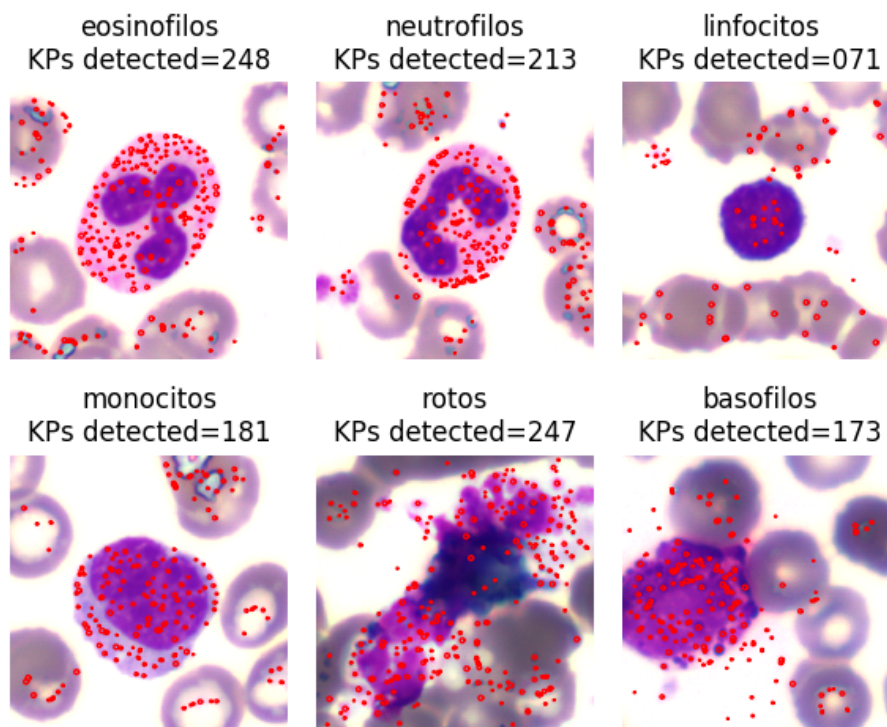 eosinofilos
KPs detected=248
neutrofilos
KPs detected=213
linfocitos
KPs detected=071
monocitos
KPs detected=181
rotos
KPs detected=247
basofilos
KPs detected=173